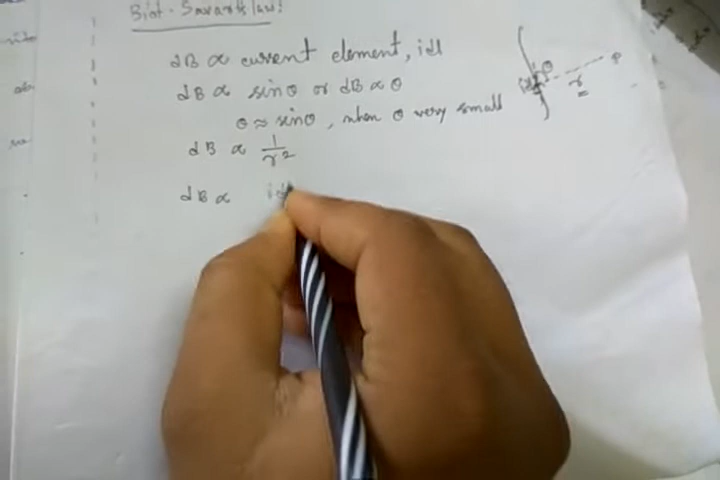 Biot-Savart's law:
dB ∝ current element, idl
dB ∝ sinθ or dB ∝ θ
θ ≈ sinθ, when θ very small
dB ∝ 1/r²
dB ∝ id
θ
r
P